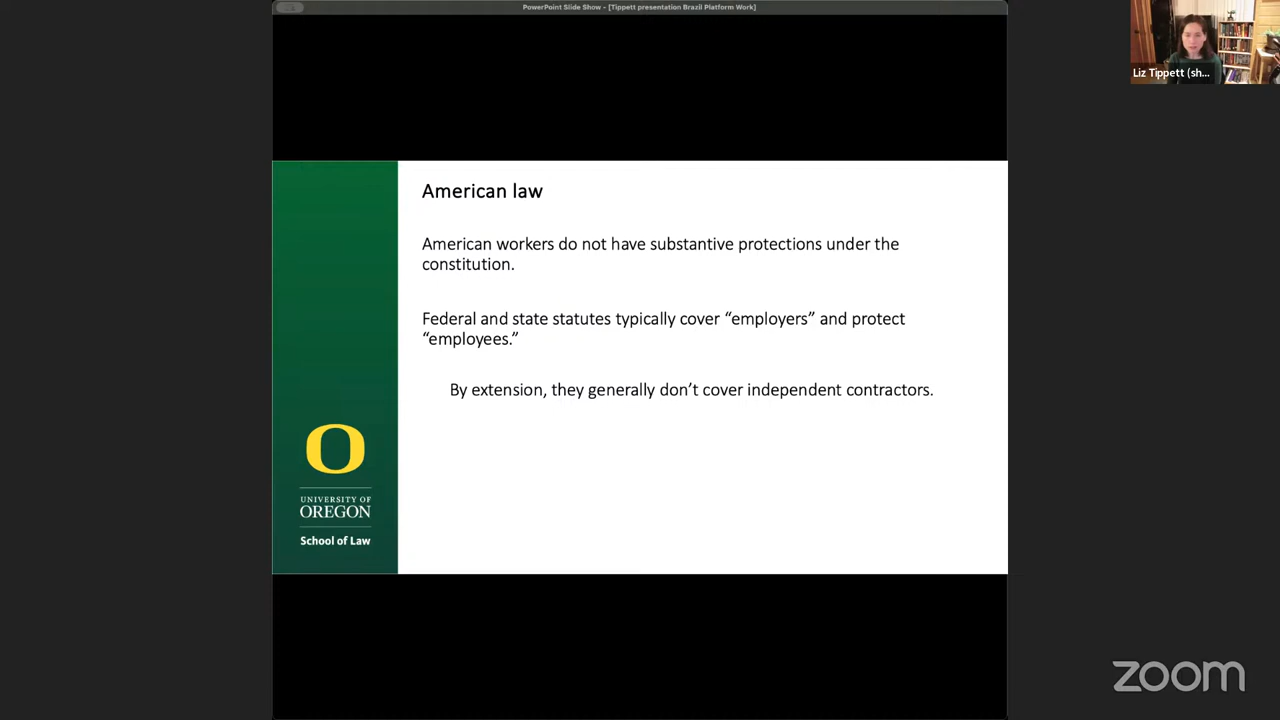 PowerPoint Slide Show - [Tippett presentation Brazil Platform Work]
Liz Tippett (sh...
American law
American workers do not have substantive protections under the
constitution.
Federal and state statutes typically cover “employers” and protect
“employees.”
By extension, they generally don’t cover independent contractors.
O
UNIVERSITY OF
OREGON
School of Law
zoom